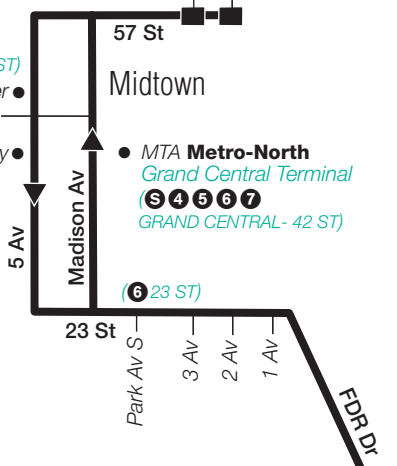 57 St
ST)
Midtown
MTA Metro-North
Grand Central Terminal
(S 4 5 6 7
GRAND CENTRAL- 42 ST)
5 Av
Madison Av
(6 23 ST)
23 St
Park Av S
3 Av
2 Av
1 Av
FDR Dr